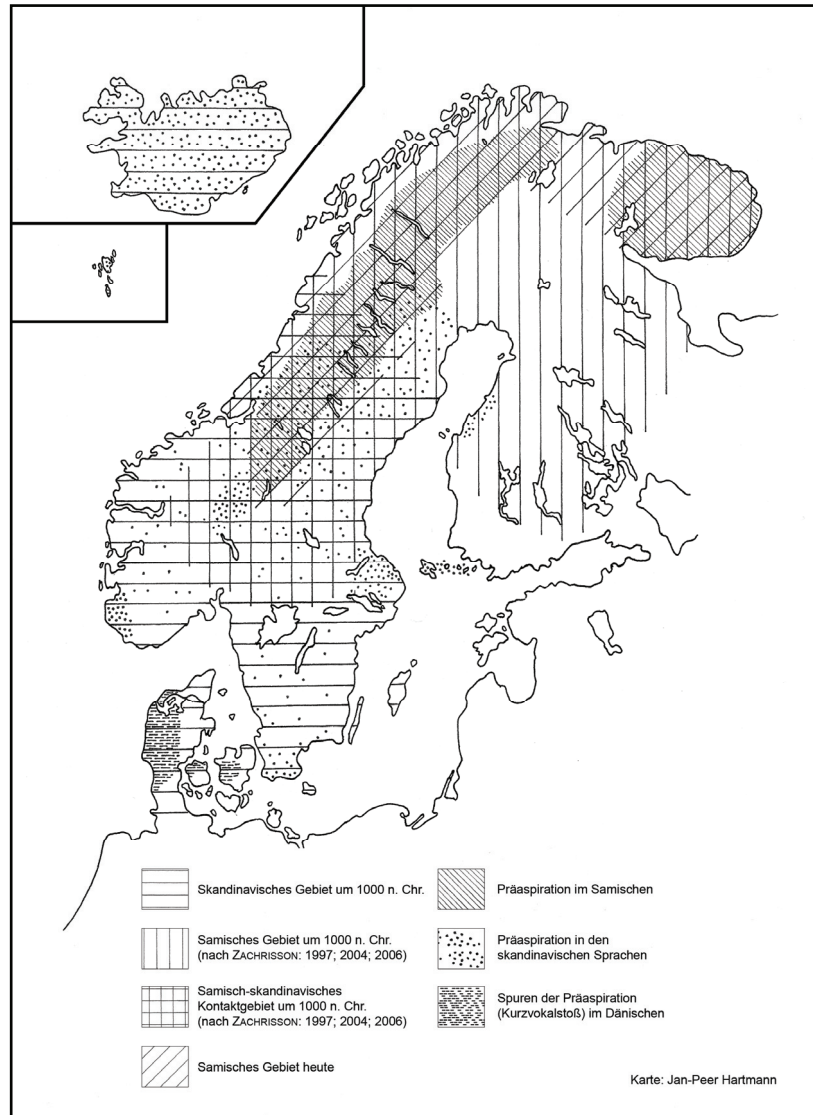 Skandinavisches Gebiet um 1000 n. Chr.
Samisches Gebiet um 1000 n. Chr.
(nach ZACHRISSON: 1997; 2004; 2006)
Samisch-skandinavisches
Kontaktgebiet um 1000 n. Chr.
(nach ZACHRISSON: 1997; 2004; 2006)
Samisches Gebiet heute
Präaspiration im Samischen
Präaspiration in den
skandinavischen Sprachen
Spuren der Präaspiration
(Kurzvokalstoß) im Dänischen
Karte: Jan-Peer Hartmann